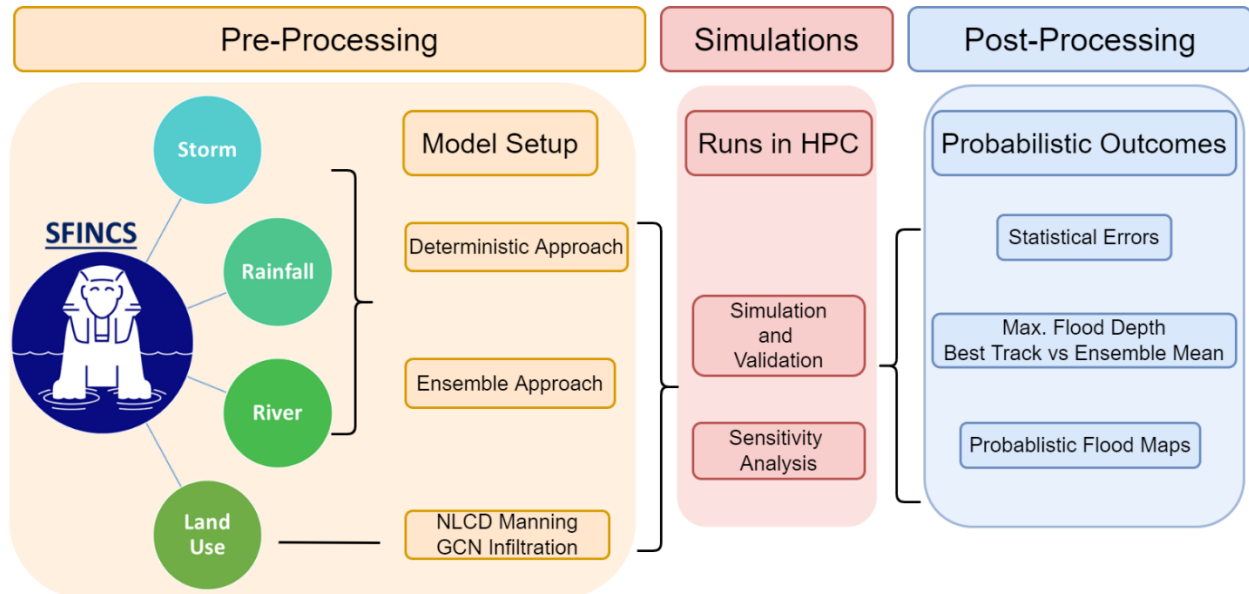 Pre-Processing
Simulations
Post-Processing
SFINCS
Storm
Rainfall
River
Land
Use
Model Setup
Deterministic Approach
Ensemble Approach
NLCD Manning
GCN Infiltration
Runs in HPC
Simulation
and
Validation
Sensitivity
Analysis
Probabilistic Outcomes
Statistical Errors
Max. Flood Depth
Best Track vs Ensemble Mean
Probablistic Flood Maps